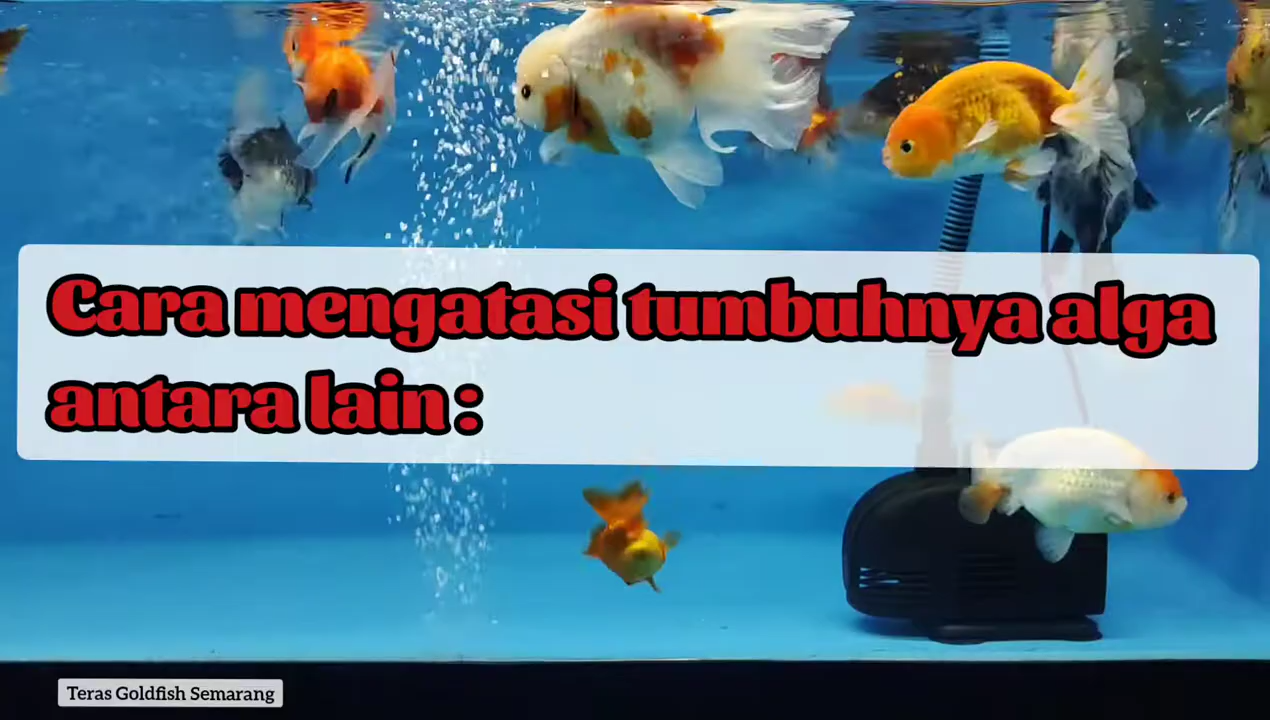 Cara mengatasi tumbuhnya alga
antara lain :
Teras Goldfish Semarang